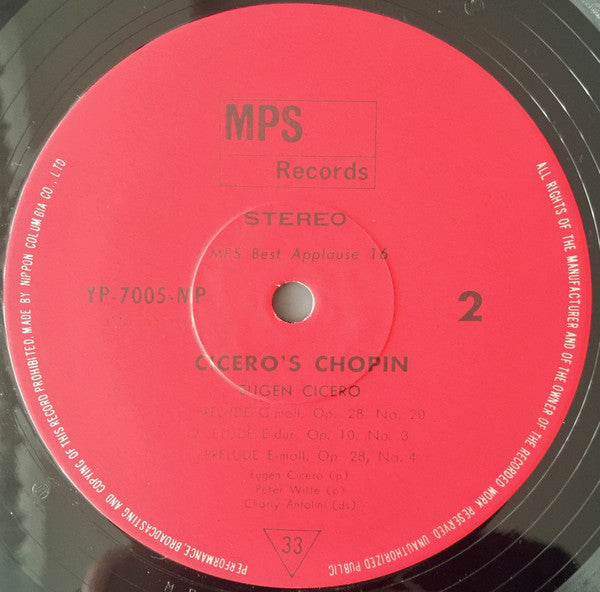 MPS
Records
STEREO
MPS Best Applause 16
YP-7005-MP
2
CICERO'S CHOPIN
EUGEN CICERO
PRELUDE C-moll, Op. 28, No. 20
E-dur, Op. 10, No. 3
PRELUDE E-moll, Op. 28, No. 4
Eugen Cicero (p)
Peter Witte (p)
Charly Antolini (ds)
33
ALL RIGHTS OF THE MANUFACTURER AND OF THE OWNER OF THE RECORDED WORK RESERVED. UNAUTHORIZED PUBLIC
PERFORMANCE, BROADCASTING AND COPYING OF THIS RECORD PROHIBITED. MADE BY NIPPON COLUMBIA CO., LTD